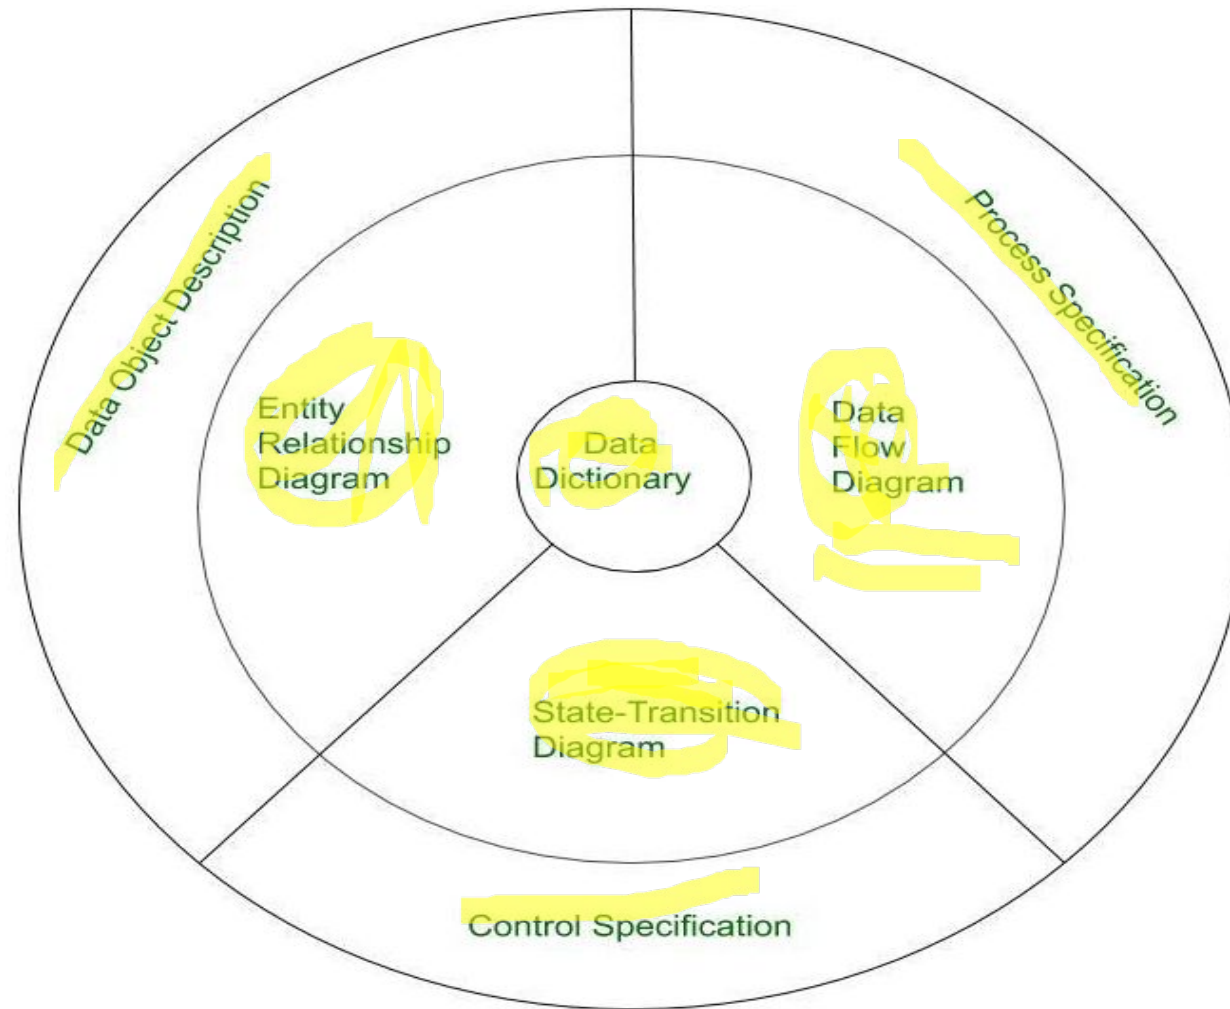 Data Object Description
Process Specification
Entity
Relationship
Diagram
Data
Dictionary
Data
Flow
Diagram
State-Transition
Diagram
Control Specification